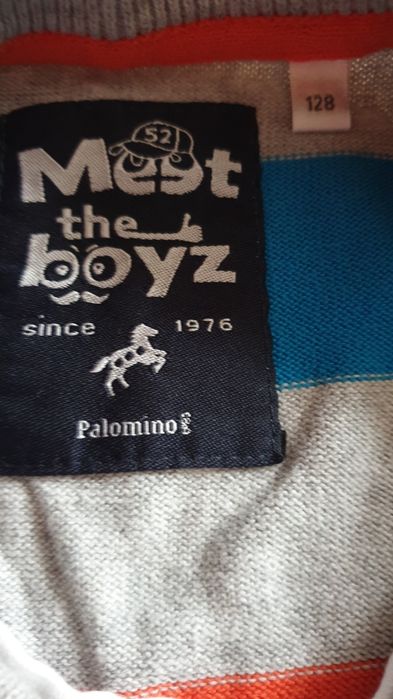 52
Meet
the
boyz
since 1976
Palomino
128